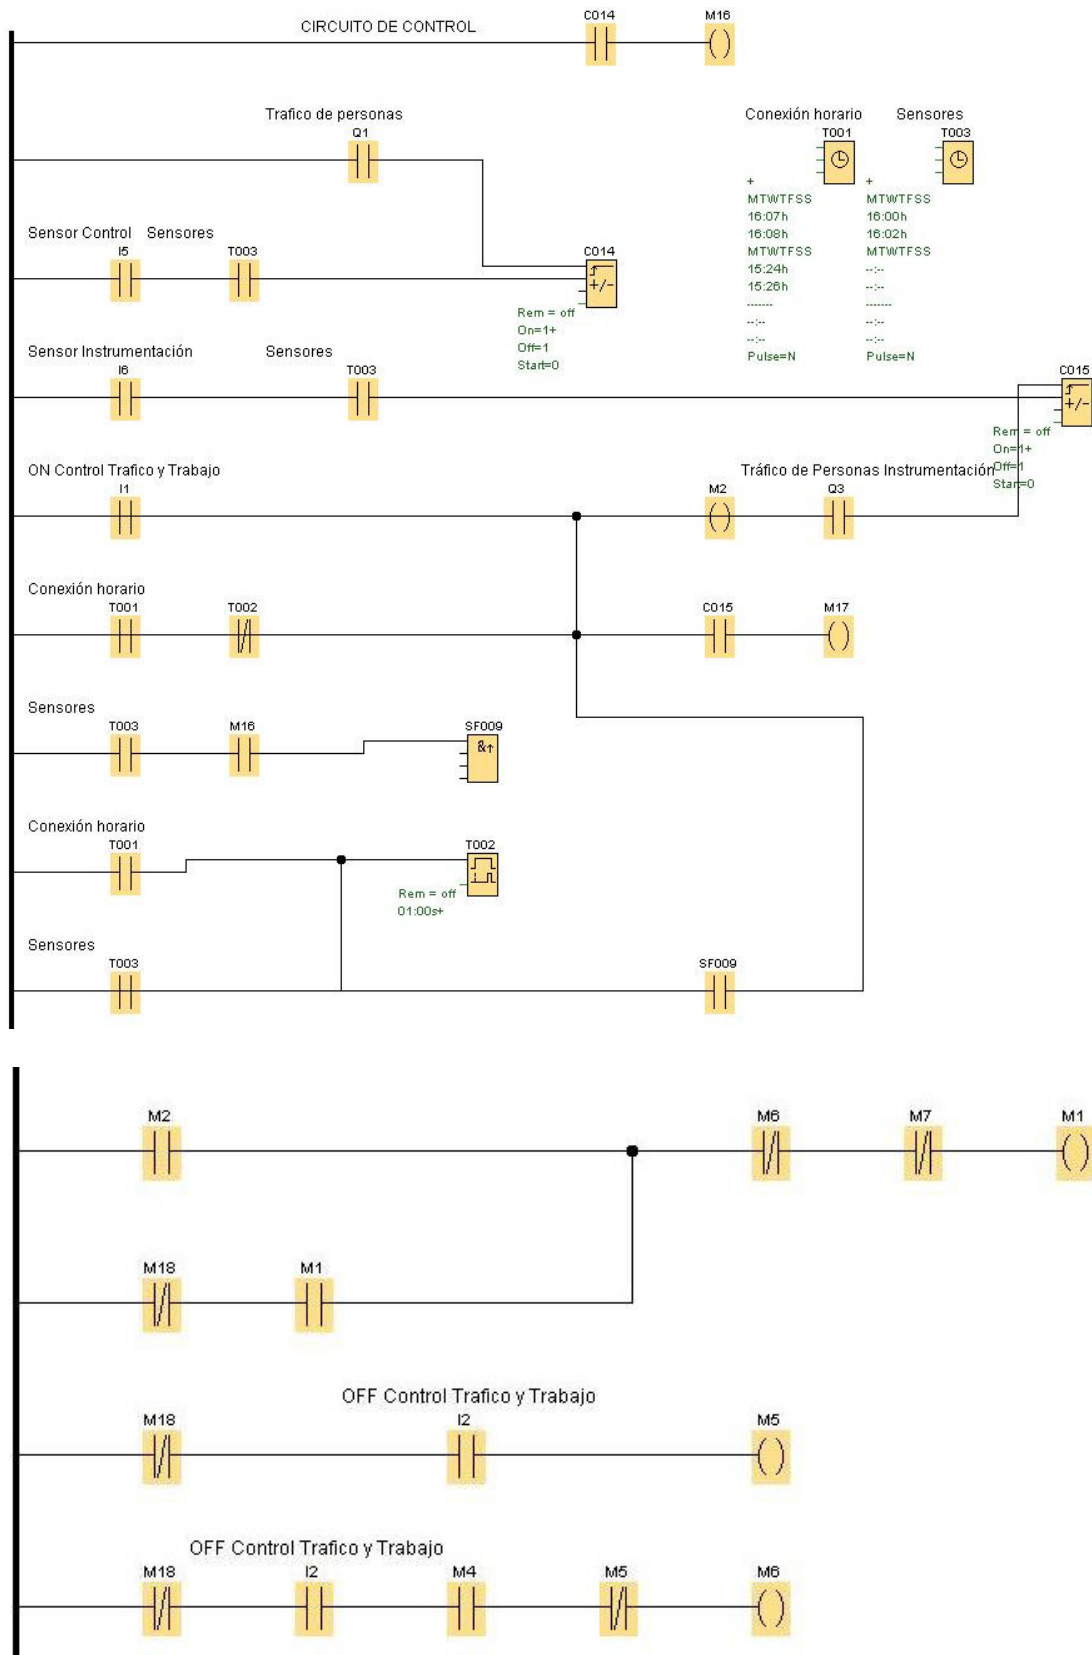 CIRCUITO DE CONTROL
C014
M16
Trafico de personas
Q1
Conexión horario
T001
Sensores
T003
+
MTWTFSS
16:07h
16:08h
MTWTFSS
15:24h
15:26h
-------
--:--
--:--
Pulse=N
+
MTWTFSS
16:00h
16:02h
MTWTFSS
--:--
--:--
-------
--:--
--:--
Pulse=N
Sensor Control
I5
Sensores
T003
C014
+/-
Rem = off
On=1+
Off=1
Start=0
Sensor Instrumentación
I6
Sensores
T003
C015
+/-
Rem = off
On=1+
Off=1
Start=0
ON Control Trafico y Trabajo
I1
M2
Tráfico de Personas Instrumentación
Q3
Conexión horario
T001
T002
C015
M17
Sensores
T003
M16
SF009
&↑
Conexión horario
T001
T002
Rem = off
01:00s+
Sensores
T003
SF009
M2
M6
M7
M1
M18
M1
OFF Control Trafico y Trabajo
M18
I2
M5
OFF Control Trafico y Trabajo
M18
I2
M4
M5
M6